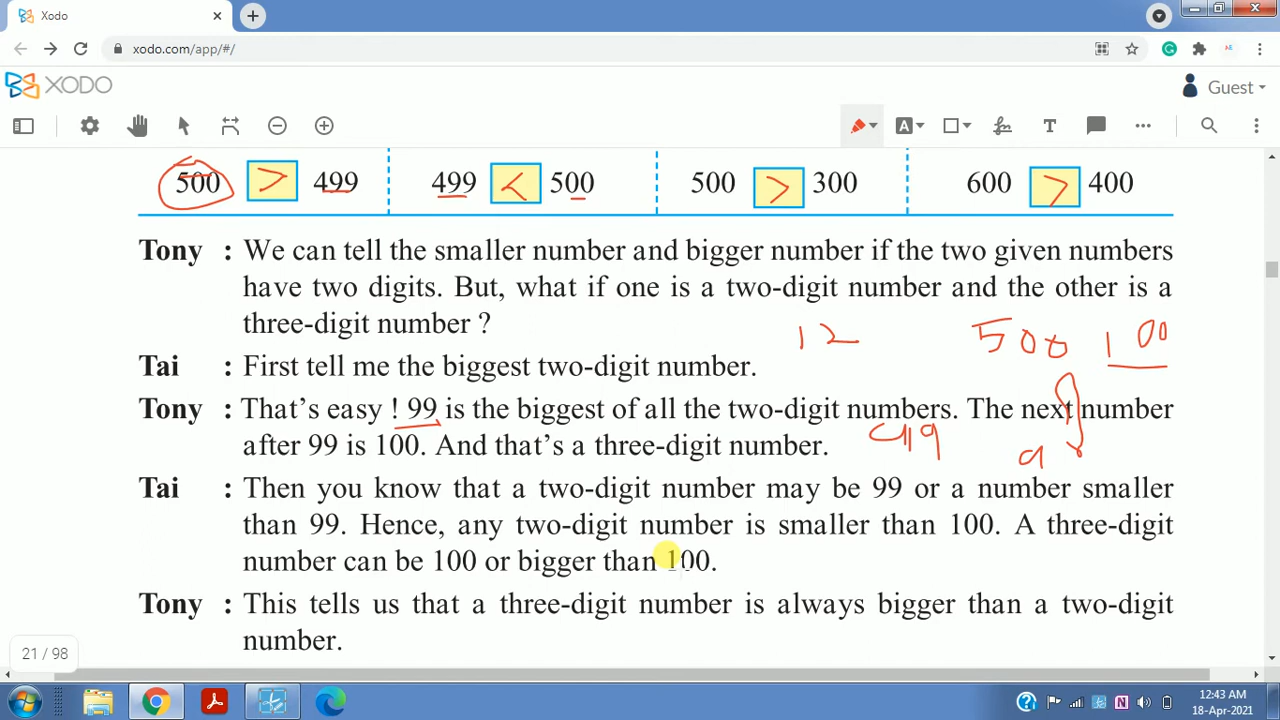 Xodo
xodo.com/app/#/
XODO
Guest
500 > 499 499 < 500 500 > 300 600 > 400
Tony : We can tell the smaller number and bigger number if the two given numbers
have two digits. But, what if one is a two-digit number and the other is a
three-digit number ?
12 500 100
Tai : First tell me the biggest two-digit number.
Tony : That's easy ! 99 is the biggest of all the two-digit numbers. The next number
after 99 is 100. And that's a three-digit number.
Tai : Then you know that a two-digit number may be 99 or a number smaller
than 99. Hence, any two-digit number is smaller than 100. A three-digit
number can be 100 or bigger than 100.
Tony : This tells us that a three-digit number is always bigger than a two-digit
number.
21 / 98
12:43 AM
18-Apr-2021